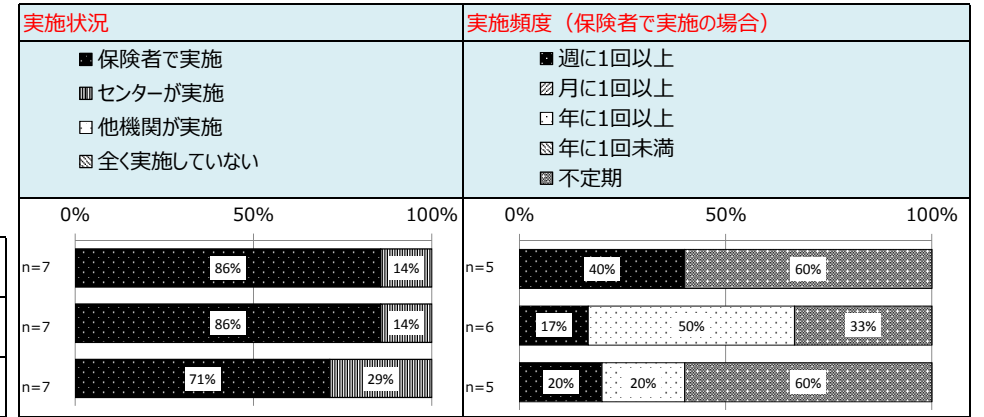 実施状況
実施頻度（保険者で実施の場合）
保険者で実施
センターが実施
他機関が実施
全く実施していない
週に1回以上
月に1回以上
年に1回以上
年に1回未満
不定期
0% 50% 100%
0% 50% 100%
n=7 86% 14%
n=5 40% 60%
n=7 86% 14%
n=6 17% 50% 33%
n=7 71% 29%
n=5 20% 20% 60%